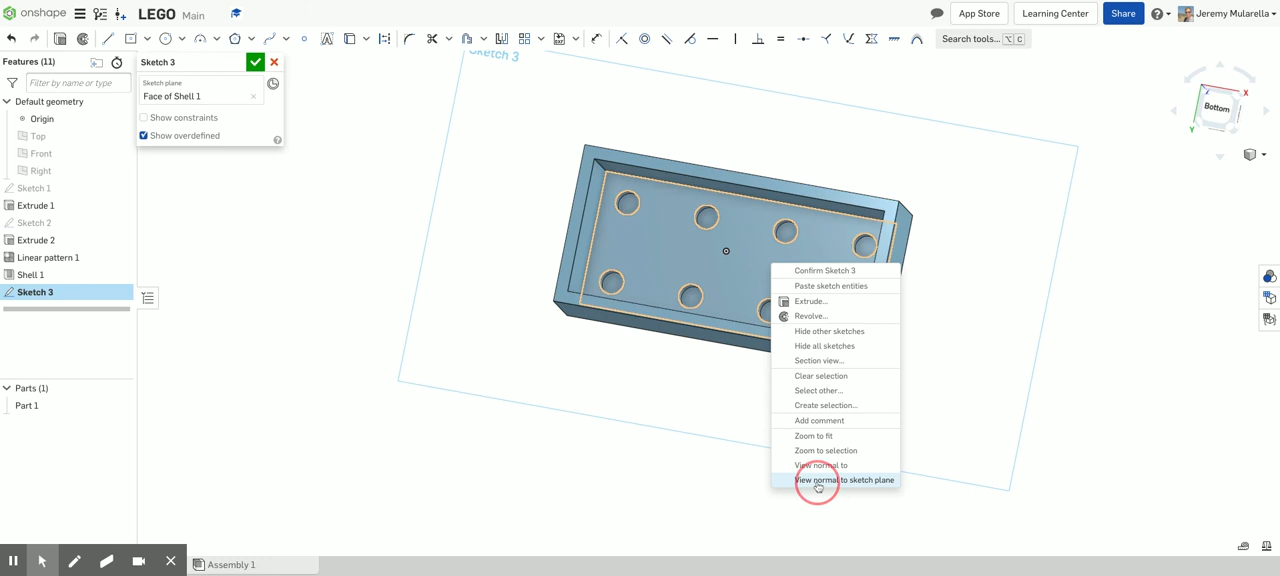 onshape LEGO Main App Store Learning Center Share Jeremy Mularella
Search tools... ⌥ C
Features (11)
Filter by name or type
Default geometry
Origin
Top
Front
Right
Sketch 1
Extrude 1
Sketch 2
Extrude 2
Linear pattern 1
Shell 1
Sketch 3
Parts (1)
Part 1
Sketch 3
Sketch plane
Face of Shell 1
Show constraints
Show overdefined
Sketch 3
Bottom
X
Y
Z
Confirm Sketch 3
Paste sketch entities
Extrude...
Revolve...
Hide other sketches
Hide all sketches
Section view...
Clear selection
Select other...
Create selection...
Add comment
Zoom to fit
Zoom to selection
View normal to
View normal to sketch plane
Assembly 1